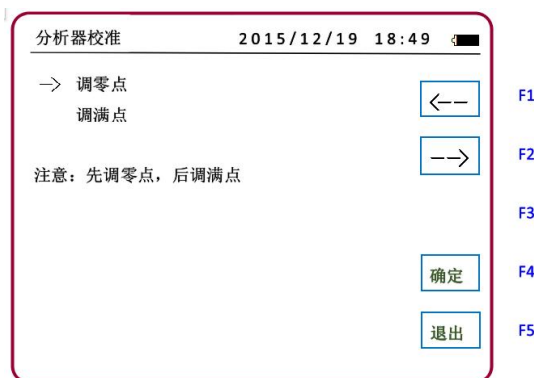 分析器校准 2015/12/19 18:49
—> 调零点
调满点
注意：先调零点，后调满点
<-- F1
--> F2
F3
确定 F4
退出 F5